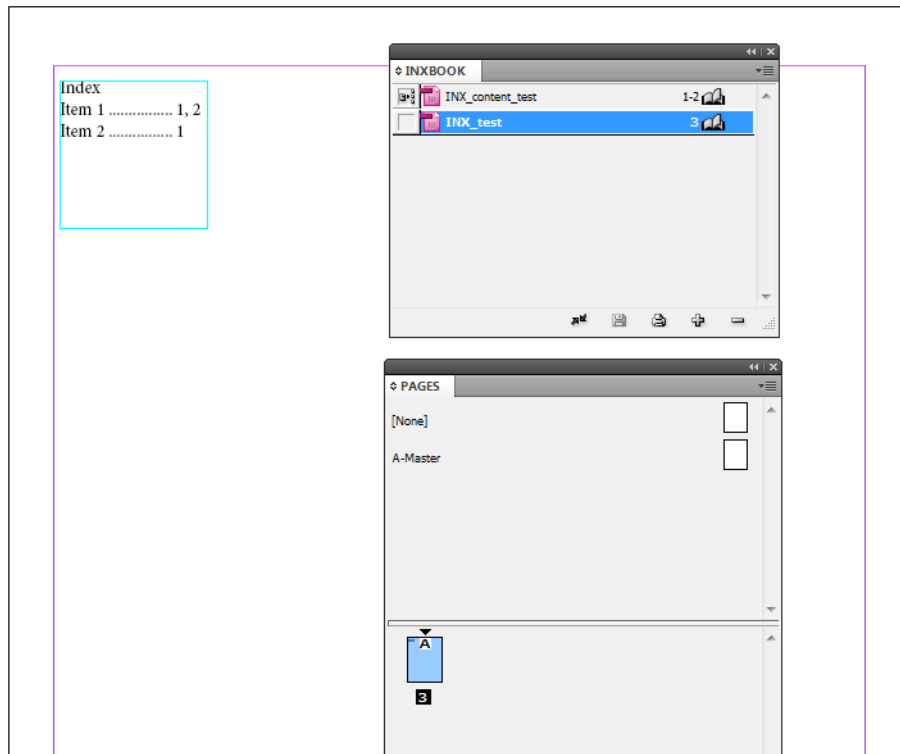 Index
Item 1 ................ 1, 2
Item 2 ................ 1
INXBOOK
INX_content_test 1-2
INX_test 3
PAGES
[None]
A-Master
A
3